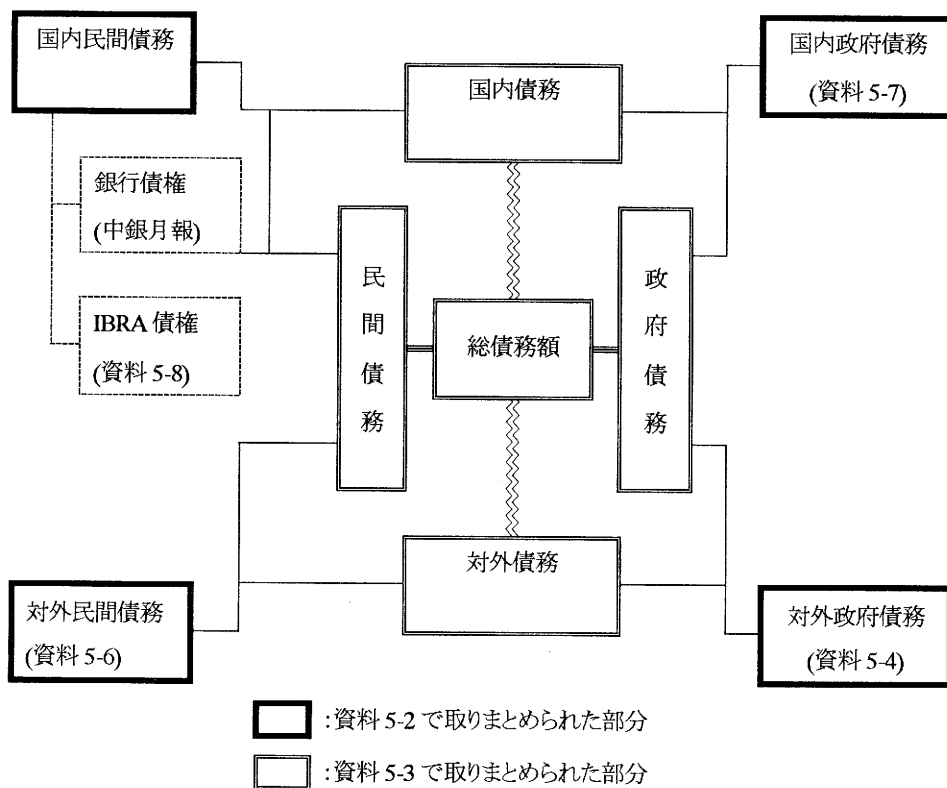 国内民間債務
国内債務
国内政府債務
(資料5-7)
銀行債権
(中銀月報)
IBRA 債権
(資料5-8)
民間債務
総債務額
政府債務
対外債務
対外民間債務
(資料5-6)
対外政府債務
(資料5-4)
:資料5-2で取りまとめられた部分
:資料5-3で取りまとめられた部分